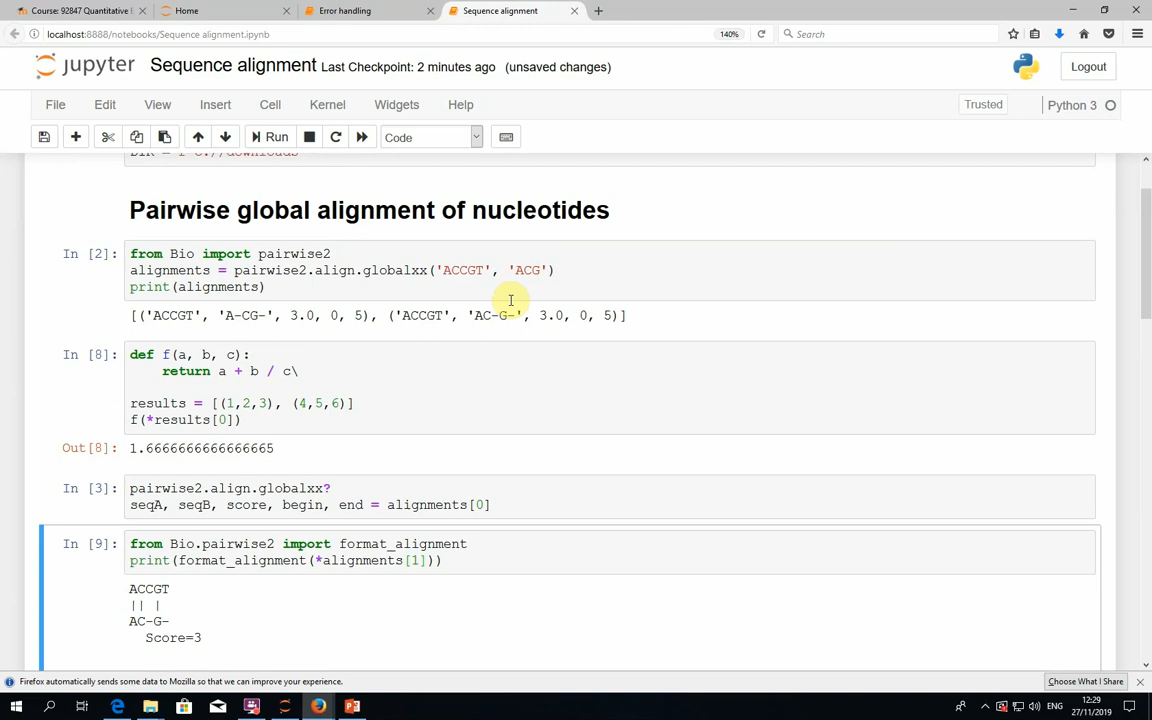 Course: 92847 Quantitative B
Home
Error handling
Sequence alignment
localhost:8888/notebooks/Sequence alignment.ipynb
140%
Search
jupyter Sequence alignment Last Checkpoint: 2 minutes ago (unsaved changes)
Logout
File Edit View Insert Cell Kernel Widgets Help
Trusted
Python 3
Run
Code
Pairwise global alignment of nucleotides
In [2]: from Bio import pairwise2
alignments = pairwise2.align.globalxx('ACCGT', 'ACG')
print(alignments)
[('ACCGT', 'A-CG-', 3.0, 0, 5), ('ACCGT', 'AC-G-', 3.0, 0, 5)]
In [8]: def f(a, b, c):
return a + b / c\
results = [(1,2,3), (4,5,6)]
f(*results[0])
Out[8]: 1.6666666666666665
In [3]: pairwise2.align.globalxx?
seqA, seqB, score, begin, end = alignments[0]
In [9]: from Bio.pairwise2 import format_alignment
print(format_alignment(*alignments[1]))
ACCGT
|| |
AC-G-
Score=3
Firefox automatically sends some data to Mozilla so that we can improve your experience.
Choose What I Share
ENG
12:29
27/11/2019